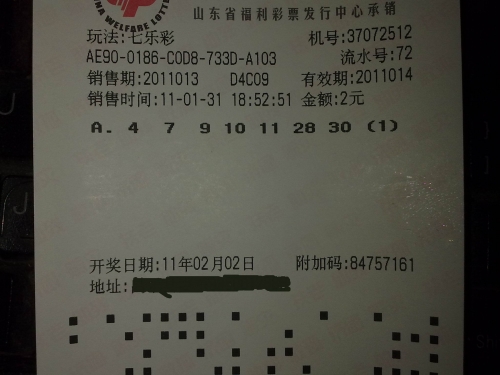 CHINA WELFARE LOTTERY
山东省福利彩票发行中心承销
玩法:七乐彩 机号:37072512
AE90-0186-C0D8-733D-A103 流水号:72
销售期:2011013 D4C09 有效期:2011014
销售时间:11-01-31 18:52:51 金额:2元
A. 4 7 9 10 11 28 30 (1)
开奖日期:11年02月02日 附加码:84757161
地址: